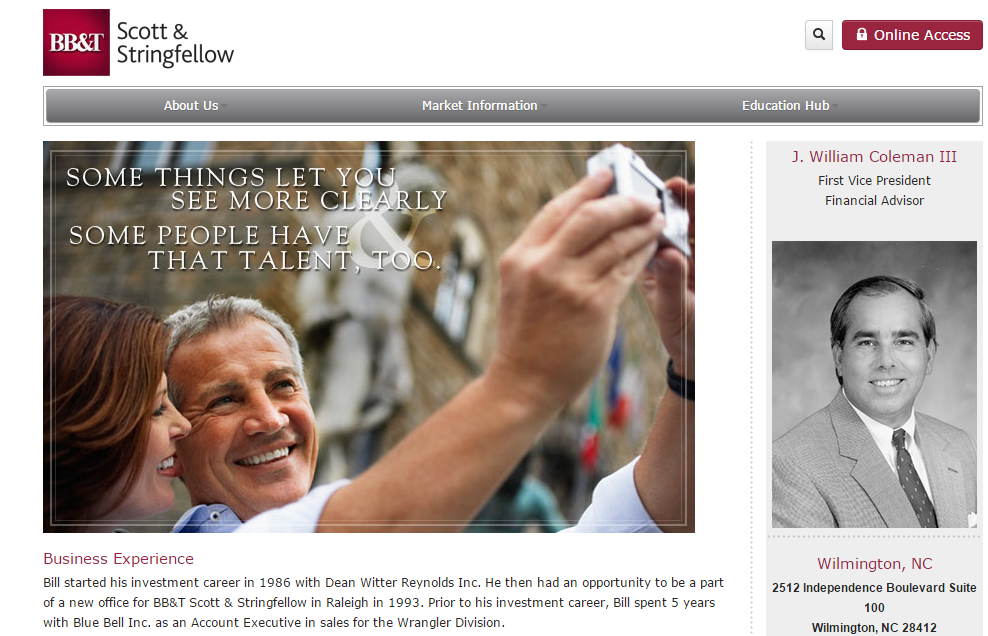 BB&T Scott &
Stringfellow
Online Access
About Us
Market Information
Education Hub
SOME THINGS LET YOU
SEE MORE CLEARLY
&
SOME PEOPLE HAVE
THAT TALENT, TOO.
J. William Coleman III
First Vice President
Financial Advisor
Business Experience
Bill started his investment career in 1986 with Dean Witter Reynolds Inc. He then had an opportunity to be a part
of a new office for BB&T Scott & Stringfellow in Raleigh in 1993. Prior to his investment career, Bill spent 5 years
with Blue Bell Inc. as an Account Executive in sales for the Wrangler Division.
Wilmington, NC
2512 Independence Boulevard Suite
100
Wilmington, NC 28412